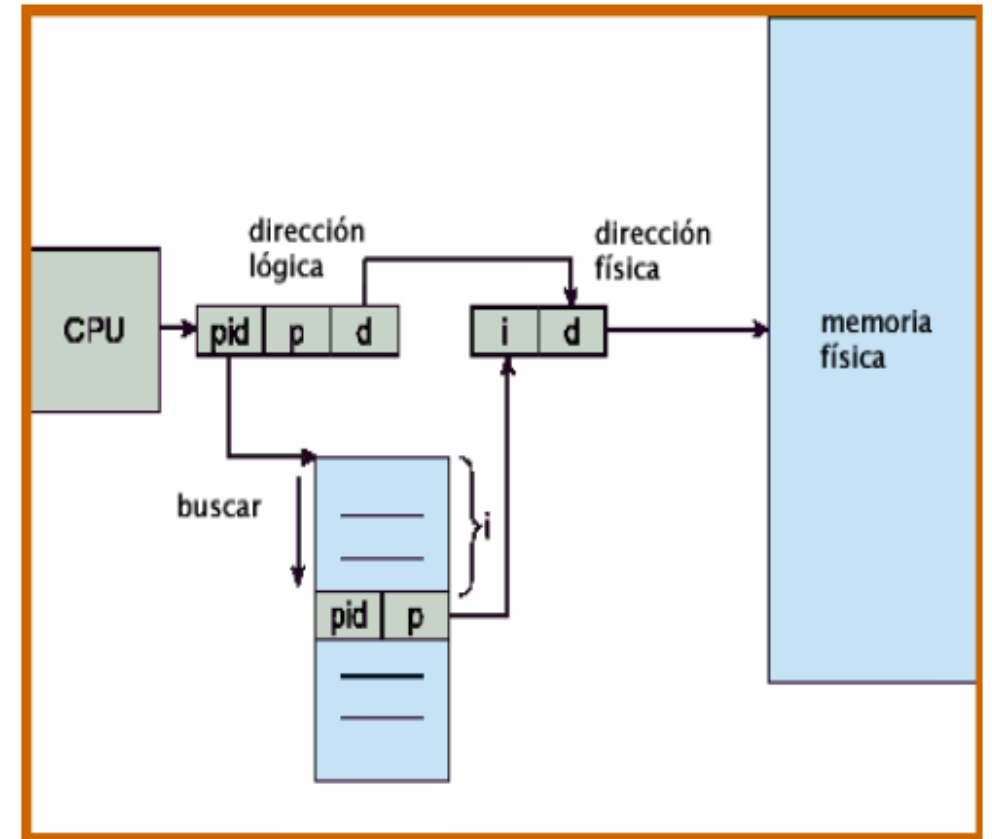 dirección
lógica
dirección
física
CPU
pid p d
i d
memoria
física
buscar
i
pid p